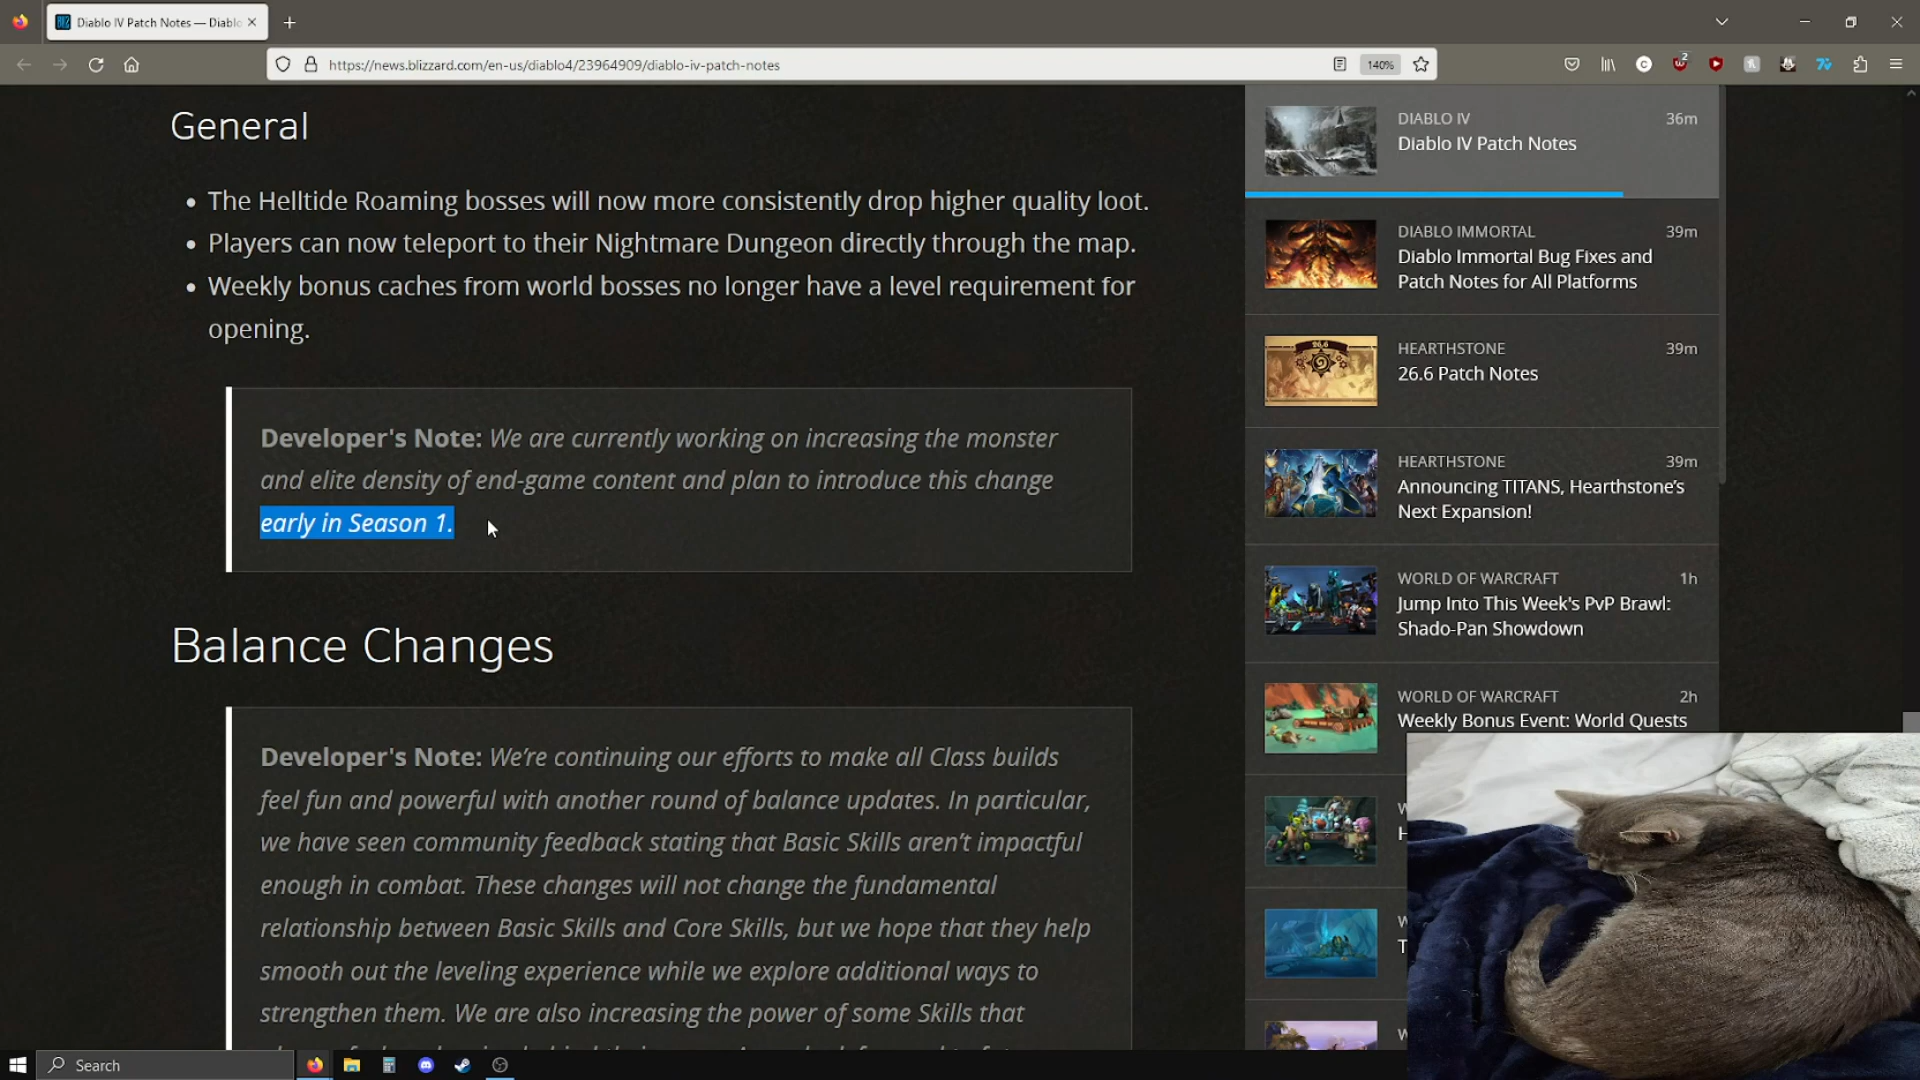 Diablo IV Patch Notes — Diablo
https://news.blizzard.com/en-us/diablo4/23964909/diablo-iv-patch-notes
140%
2
General
• The Helltide Roaming bosses will now more consistently drop higher quality loot.
• Players can now teleport to their Nightmare Dungeon directly through the map.
• Weekly bonus caches from world bosses no longer have a level requirement for
opening.
Developer's Note: We are currently working on increasing the monster
and elite density of end-game content and plan to introduce this change
early in Season 1.
Balance Changes
Developer's Note: We’re continuing our efforts to make all Class builds
feel fun and powerful with another round of balance updates. In particular,
we have seen community feedback stating that Basic Skills aren’t impactful
enough in combat. These changes will not change the fundamental
relationship between Basic Skills and Core Skills, but we hope that they help
smooth out the leveling experience while we explore additional ways to
strengthen them. We are also increasing the power of some Skills that
DIABLO IV 36m
Diablo IV Patch Notes
DIABLO IMMORTAL 39m
Diablo Immortal Bug Fixes and
Patch Notes for All Platforms
HEARTHSTONE 39m
26.6 Patch Notes
26.6
HEARTHSTONE 39m
Announcing TITANS, Hearthstone’s
Next Expansion!
WORLD OF WARCRAFT 1h
Jump Into This Week's PvP Brawl:
Shado-Pan Showdown
WORLD OF WARCRAFT 2h
Weekly Bonus Event: World Quests
Search